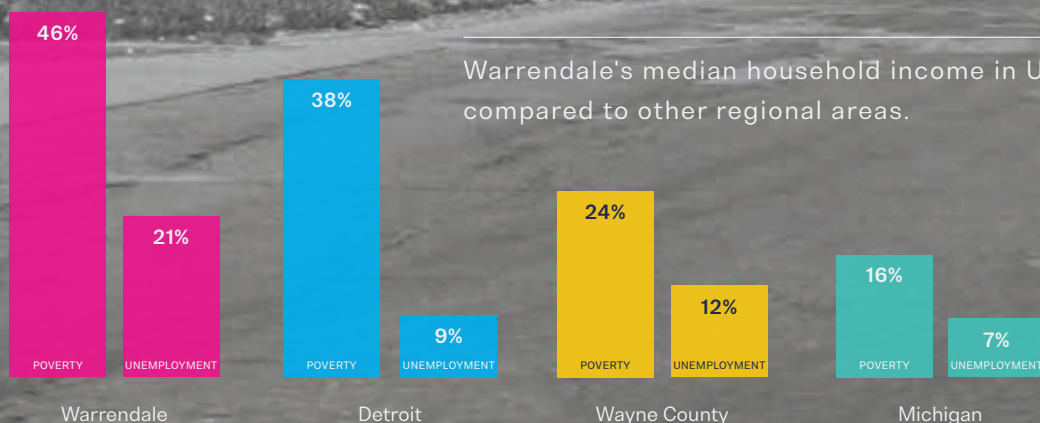 46%
Warrendale's median household income in U
compared to other regional areas.
38%
24%
21%
16%
12%
9%
7%
POVERTY UNEMPLOYMENT POVERTY UNEMPLOYMENT POVERTY UNEMPLOYMENT POVERTY UNEMPLOYMENT
Warrendale Detroit Wayne County Michigan